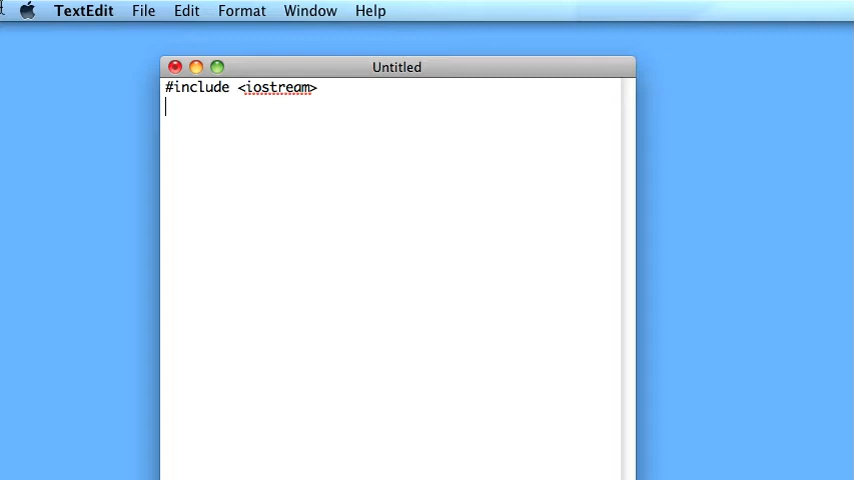 TextEdit File Edit Format Window Help
Untitled
#include <iostream>